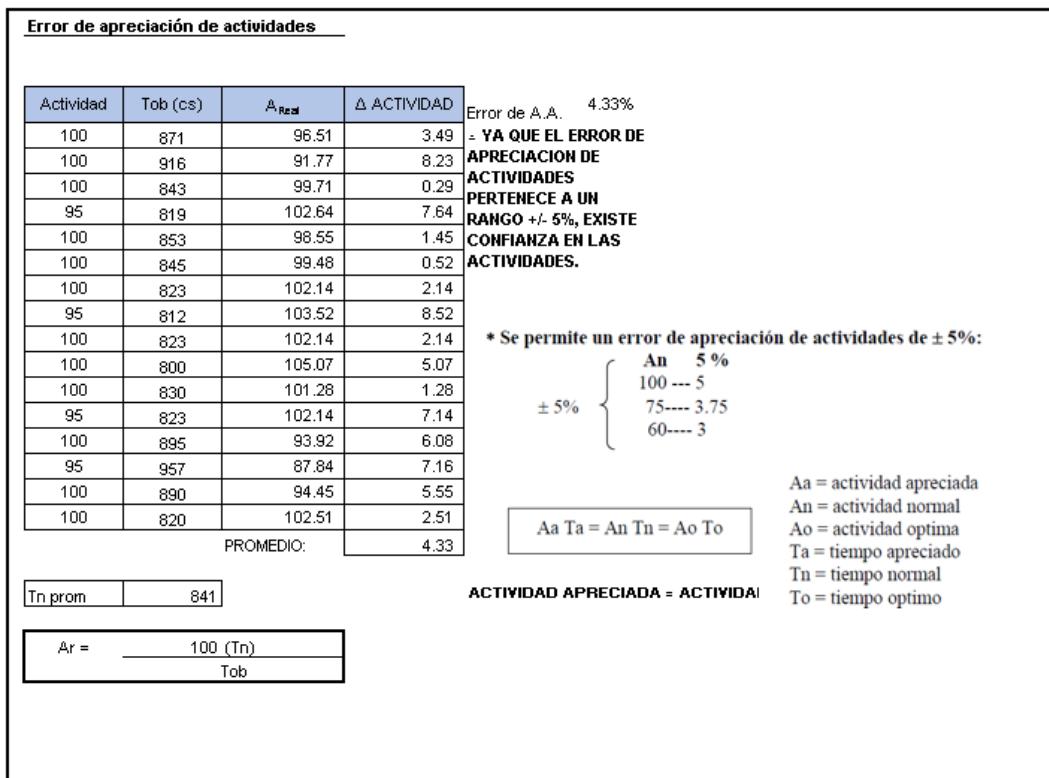 Error de apreciación de actividades
Actividad Tob (cs) A Real Δ ACTIVIDAD
100 871 96.51 3.49
100 916 91.77 8.23
100 843 99.71 0.29
95 819 102.64 7.64
100 853 98.55 1.45
100 845 99.48 0.52
100 823 102.14 2.14
95 812 103.52 8.52
100 823 102.14 2.14
100 800 105.07 5.07
100 830 101.28 1.28
95 823 102.14 7.14
100 895 93.92 6.08
95 957 87.84 7.16
100 890 94.45 5.55
100 820 102.51 2.51
PROMEDIO: 4.33
Tn prom 841
Ar = 100 (Tn)
Tob
Error de A.A. 4.33%
= YA QUE EL ERROR DE
APRECIACION DE
ACTIVIDADES
PERTENECE A UN
RANGO +/- 5%, EXISTE
CONFIANZA EN LAS
ACTIVIDADES.
* Se permite un error de apreciación de actividades de ± 5%:
An 5 %
100 --- 5
± 5% 75---- 3.75
60---- 3
Aa Ta = An Tn = Ao To
Aa = actividad apreciada
An = actividad normal
Ao = actividad optima
Ta = tiempo apreciado
Tn = tiempo normal
To = tiempo optimo
ACTIVIDAD APRECIADA = ACTIVIDA